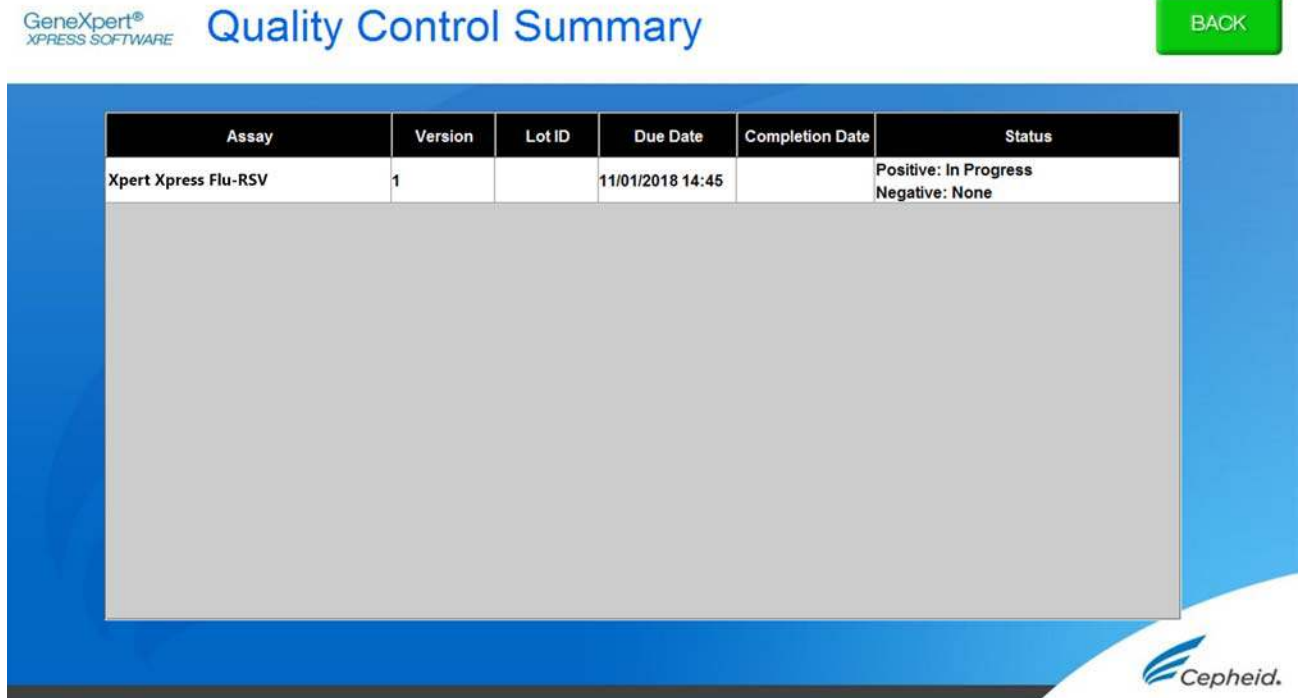 GeneXpert®
XPRESS SOFTWARE
Quality Control Summary
BACK
Assay Version Lot ID Due Date Completion Date Status
Xpert Xpress Flu-RSV 1 11/01/2018 14:45 Positive: In Progress
Negative: None
Cepheid.